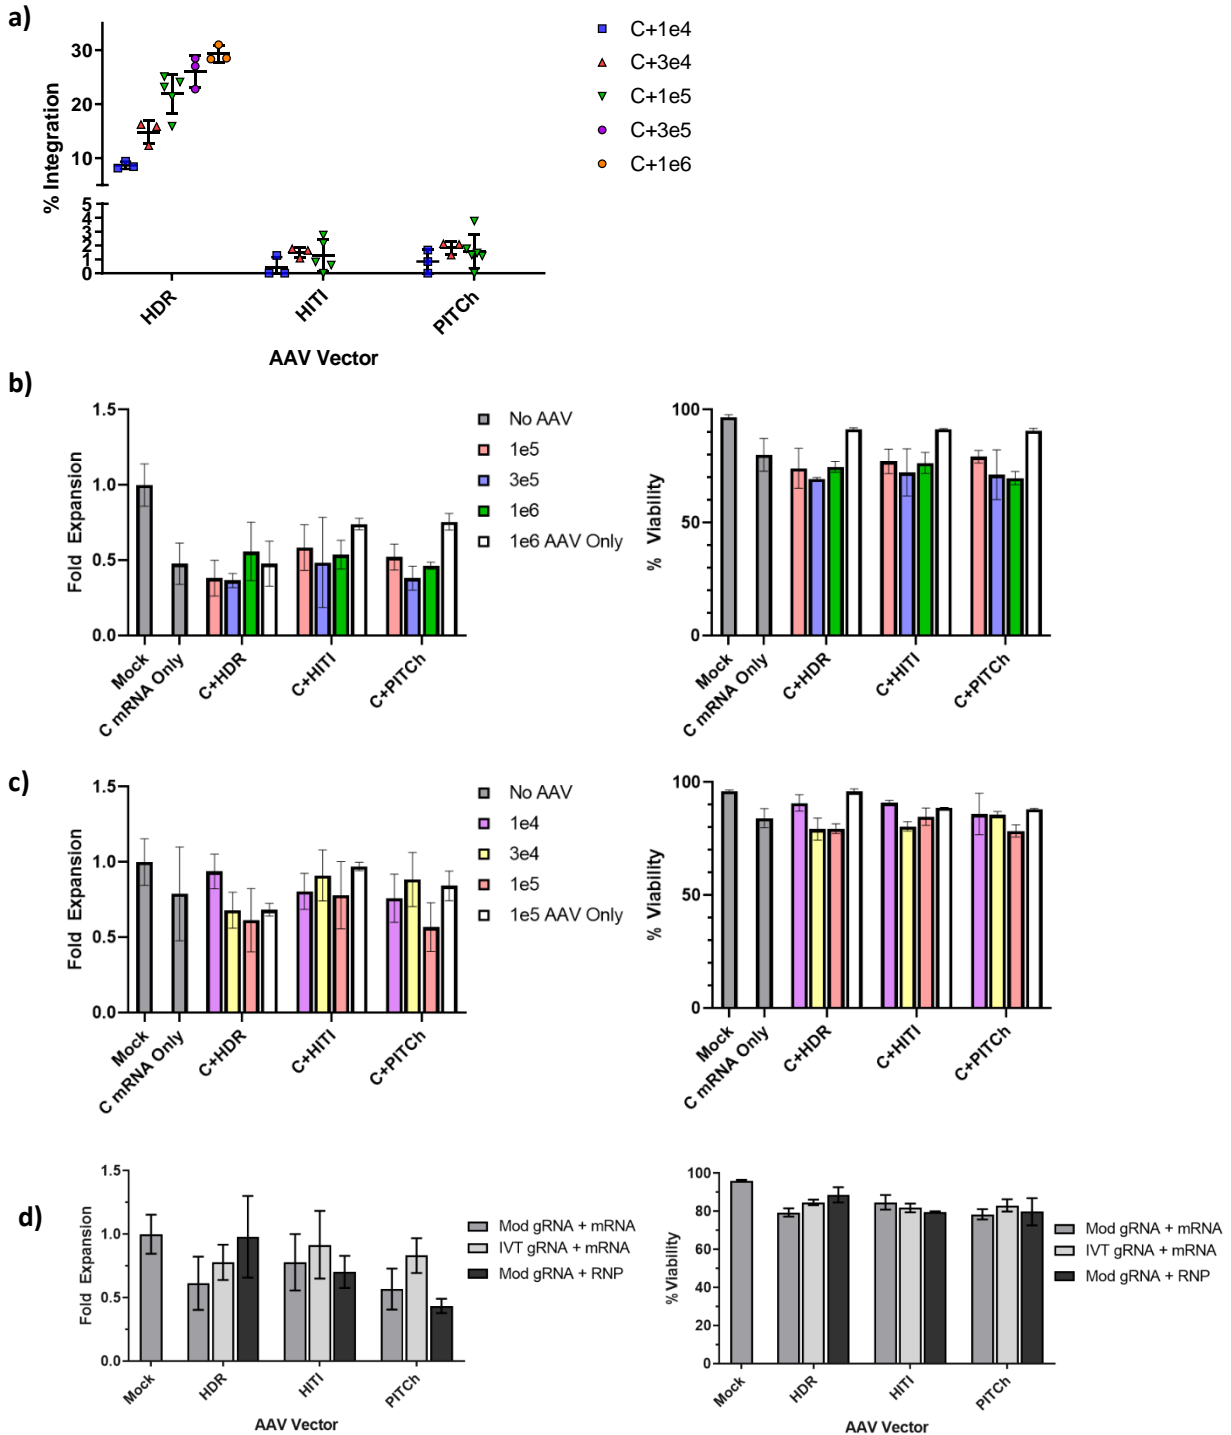 a)
30
20
10
5
4
3
2
1
0
% Integration
HDR
HITI
PITCh
AAV Vector
C+1e4
C+3e4
C+1e5
C+3e5
C+1e6
b)
1.5
1.0
0.5
0.0
Fold Expansion
Mock
C mRNA Only
C+HDR
C+HITI
C+PITCh
No AAV
1e5
3e5
1e6
1e6 AAV Only
100
50
0
% Viability
Mock
C mRNA Only
C+HDR
C+HITI
C+PITCh
c)
1.5
1.0
0.5
0.0
Fold Expansion
Mock
C mRNA Only
C+HDR
C+HITI
C+PITCh
No AAV
1e4
3e4
1e5
1e5 AAV Only
100
50
0
% Viability
Mock
C mRNA Only
C+HDR
C+HITI
C+PITCh
d)
1.5
1.0
0.5
0.0
Fold Expansion
Mock
HDR
HITI
PITCh
AAV Vector
Mod gRNA + mRNA
IVT gRNA + mRNA
Mod gRNA + RNP
100
80
60
40
20
0
% Viability
Mock
HDR
HITI
PITCh
AAV Vector
Mod gRNA + mRNA
IVT gRNA + mRNA
Mod gRNA + RNP